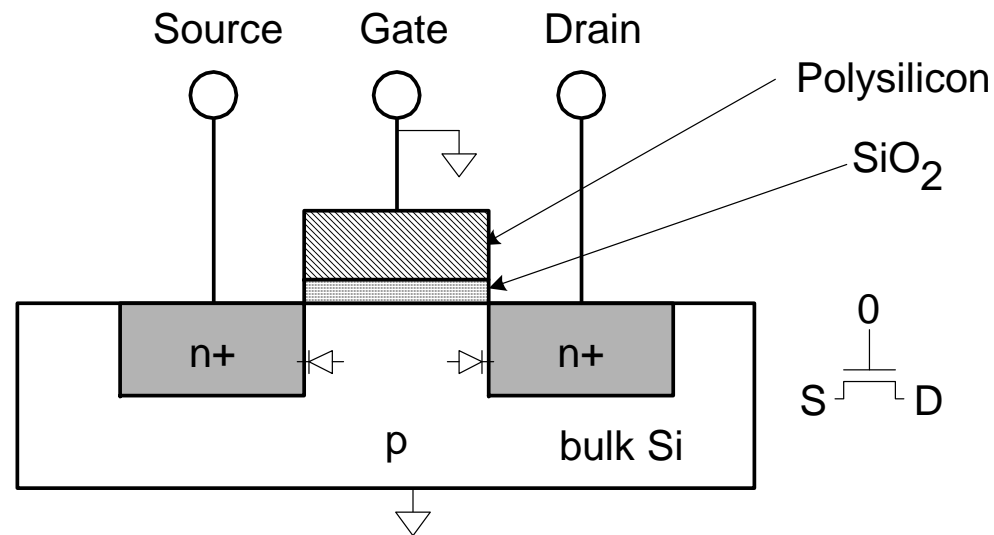 Source Gate Drain
Polysilicon
SiO2
0
n+ n+
S D
p bulk Si